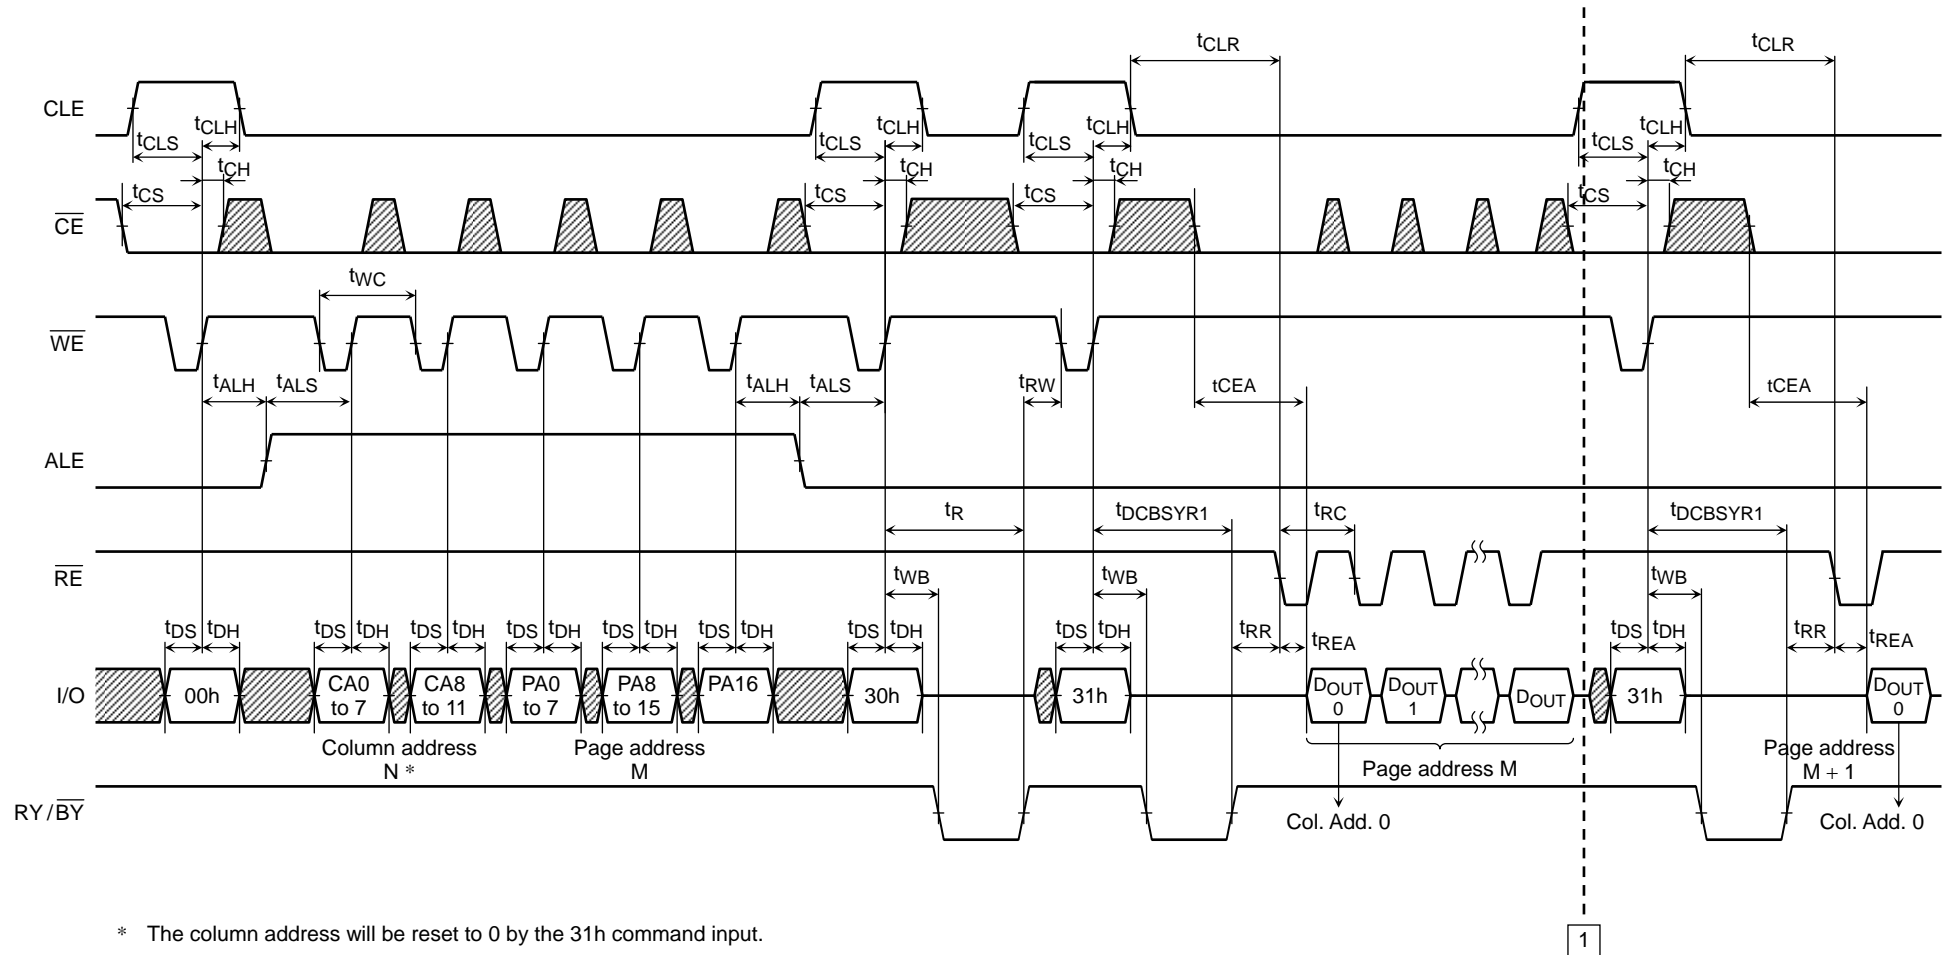 tCLR tCLR
CLE
tCLS tCLH tCLS tCLH tCLS tCLH tCLS tCLH
tCS tCH tCS tCH tCS tCH tCS tCH
CE
tWC
WE
tALH tALS tALH tALS tRW tCEA tCEA
ALE
tR tDCBSYR1 tRC tDCBSYR1
RE
tWB tWB tWB
tDS tDH tDS tDH tDS tDH tDS tDH tDS tDH tDS tDH tDS tDH tDS tDH tRR tREA tDS tDH tRR tREA
I/O
00h
CA0 to 7
CA8 to 11
PA0 to 7
PA8 to 15
PA16
30h
31h
DOUT 0
DOUT 1
DOUT
31h
DOUT 0
Column address N *
Page address M
Page address M
Page address M + 1
RY/BY
Col. Add. 0
Col. Add. 0
* The column address will be reset to 0 by the 31h command input.
1